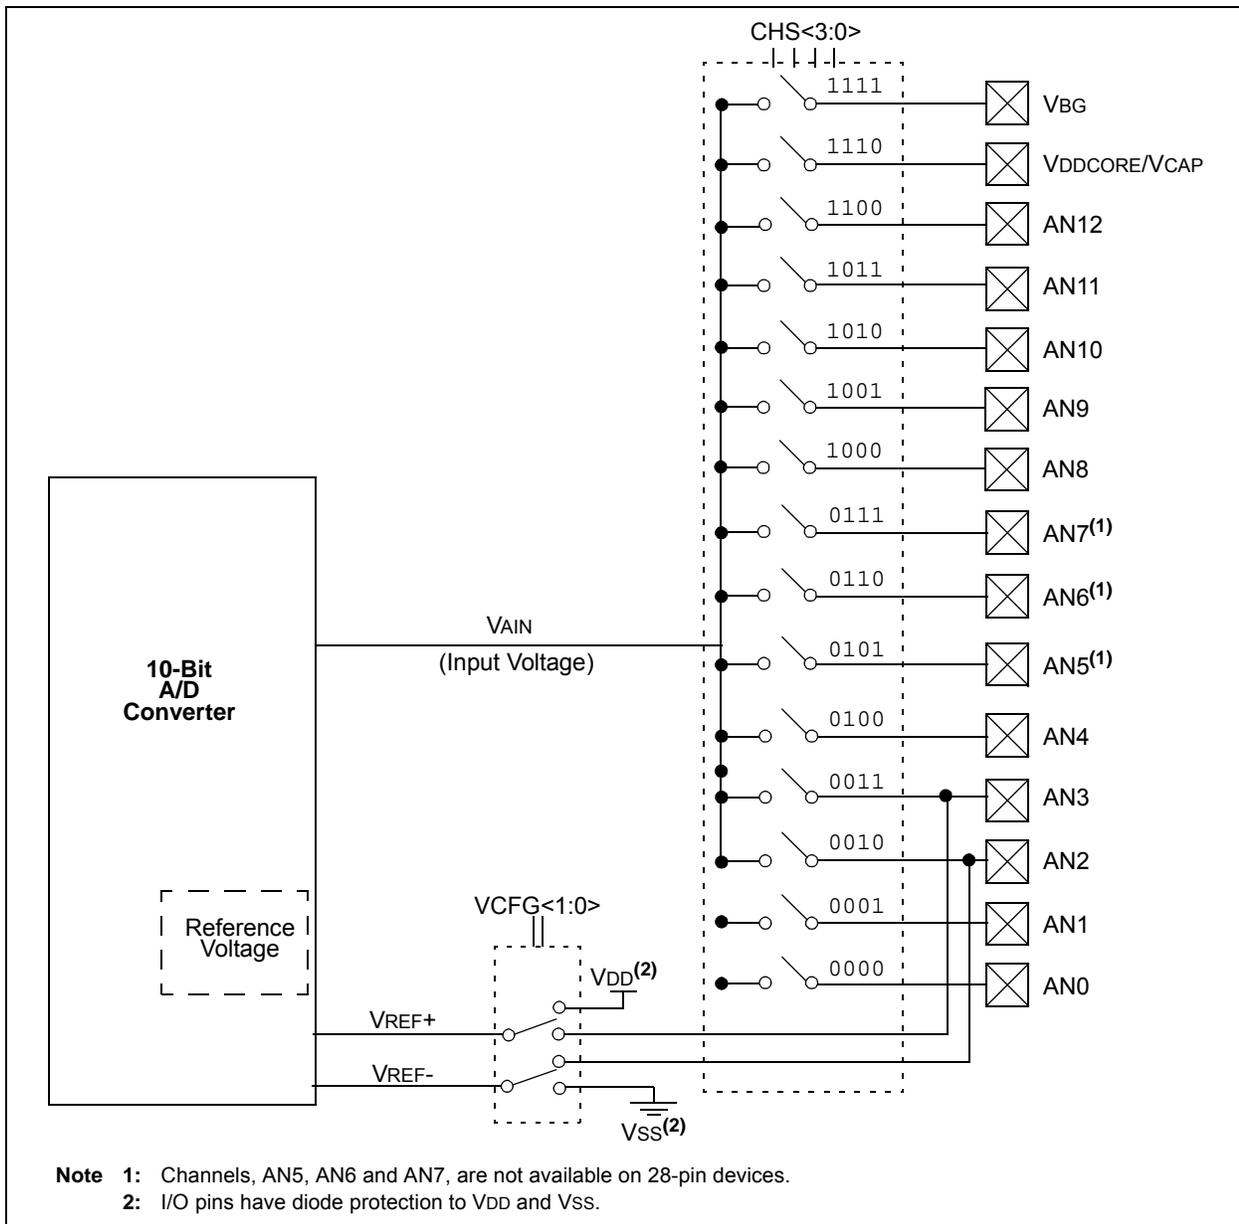 CHS<3:0>
1111 VBG
1110 VDDCORE/VCAP
1100 AN12
1011 AN11
1010 AN10
1001 AN9
1000 AN8
0111 AN7(1)
0110 AN6(1)
0101 AN5(1)
0100 AN4
0011 AN3
0010 AN2
0001 AN1
0000 AN0
VAIN
(Input Voltage)
10-Bit
A/D
Converter
Reference
Voltage
VCFG<1:0>
VDD(2)
VREF+
VREF-
VSS(2)
Note 1: Channels, AN5, AN6 and AN7, are not available on 28-pin devices.
2: I/O pins have diode protection to VDD and VSS.